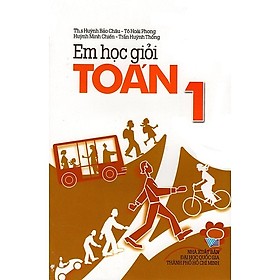 Th.s Huỳnh Bảo Châu - Tô Hoài Phong
Huỳnh Minh Chiến - Trần Huỳnh Thống
Em học giỏi
TOÁN 1
NHÀ XUẤT BẢN
ĐẠI HỌC QUỐC GIA
THÀNH PHỐ HỒ CHÍ MINH